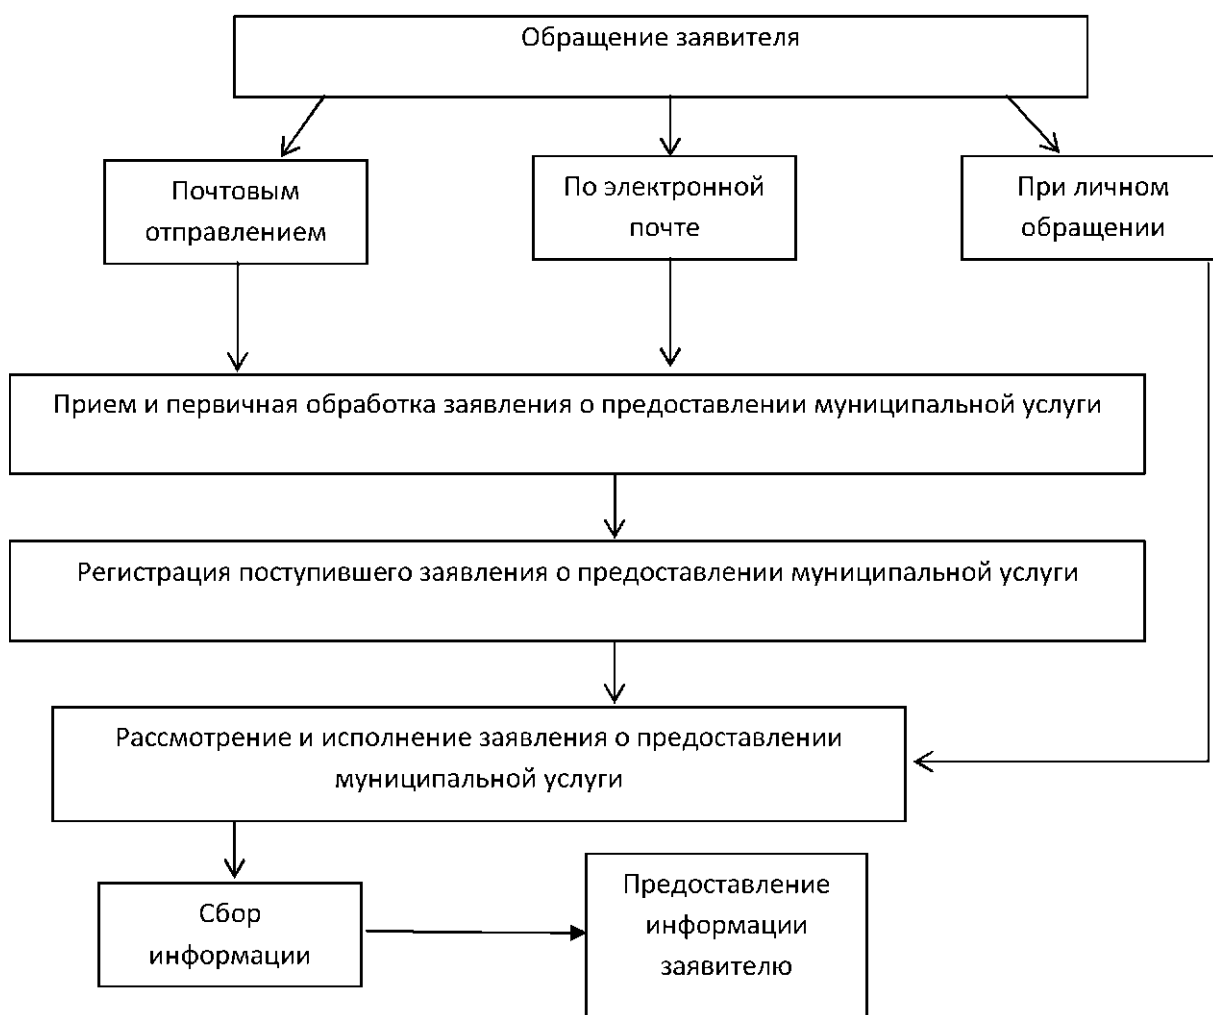 Обращение заявителя
Почтовым
отправлением
По электронной
почте
При личном
обращении
Прием и первичная обработка заявления о предоставлении муниципальной услуги
Регистрация поступившего заявления о предоставлении муниципальной услуги
Рассмотрение и исполнение заявления о предоставлении
муниципальной услуги
Сбор
информации
Предоставление
информации
заявителю